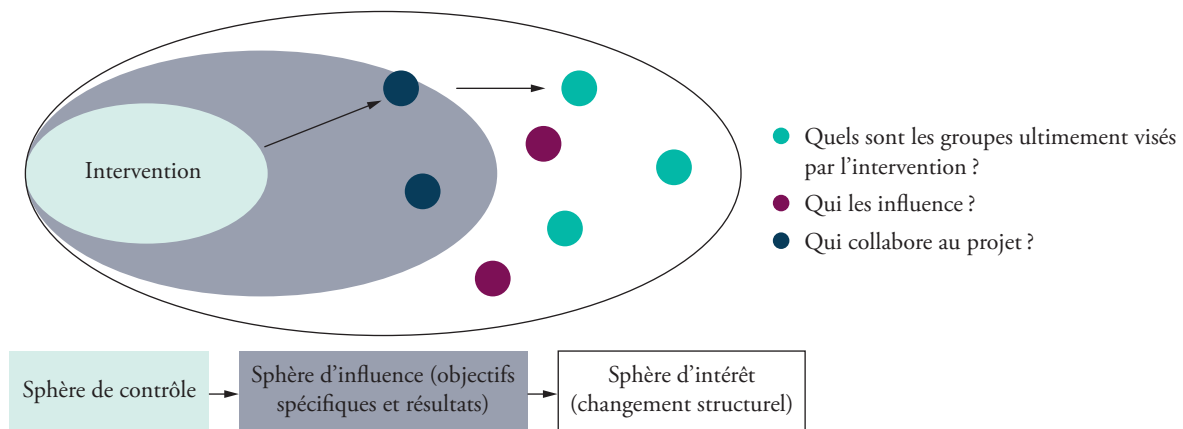 Intervention
Quels sont les groupes ultimement visés
par l’intervention ?
Qui les influence ?
Qui collabore au projet ?
Sphère de contrôle
Sphère d’influence (objectifs
spécifiques et résultats)
Sphère d’intérêt
(changement structurel)